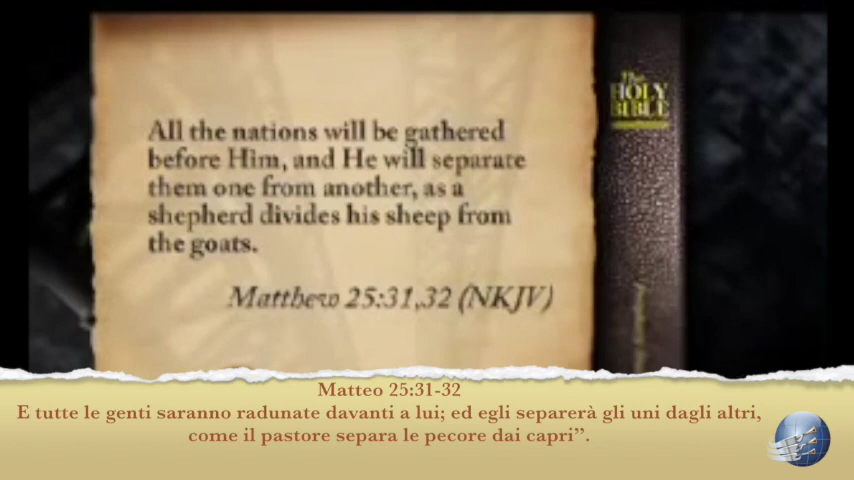 All the nations will be gathered
before Him, and He will separate
them one from another, as a
shepherd divides his sheep from
the goats.
Matthew 25:31,32 (NKJV)
The
HOLY
BIBLE
Matteo 25:31-32
E tutte le genti saranno radunate davanti a lui; ed egli separerà gli uni dagli altri,
come il pastore separa le pecore dai capri”.